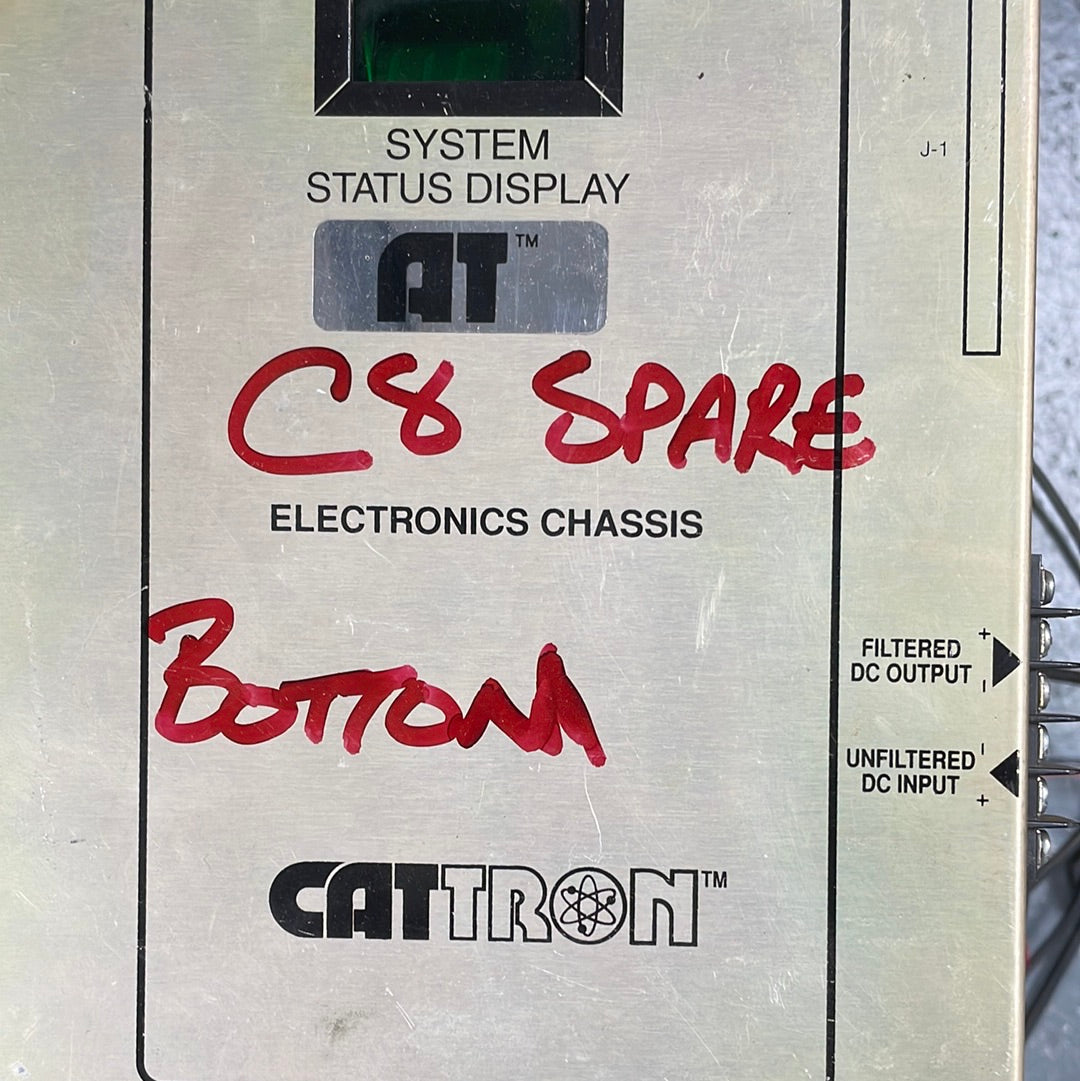 SYSTEM
STATUS DISPLAY
J-1
AT™
C8 SPARE
ELECTRONICS CHASSIS
BOTTOM
+
FILTERED
DC OUTPUT
-
-
UNFILTERED
DC INPUT
+
CATTRON™